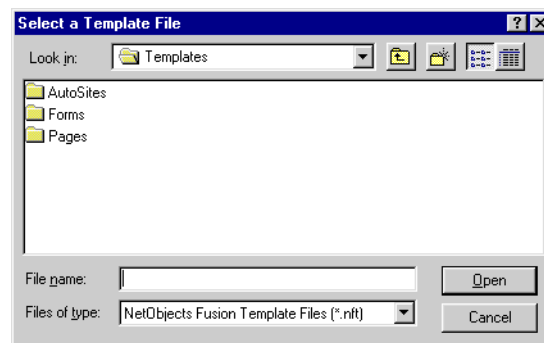 Select a Template File
Look in: Templates
AutoSites
Forms
Pages
File name: Open
Files of type: NetObjects Fusion Template Files (*.nft) Cancel